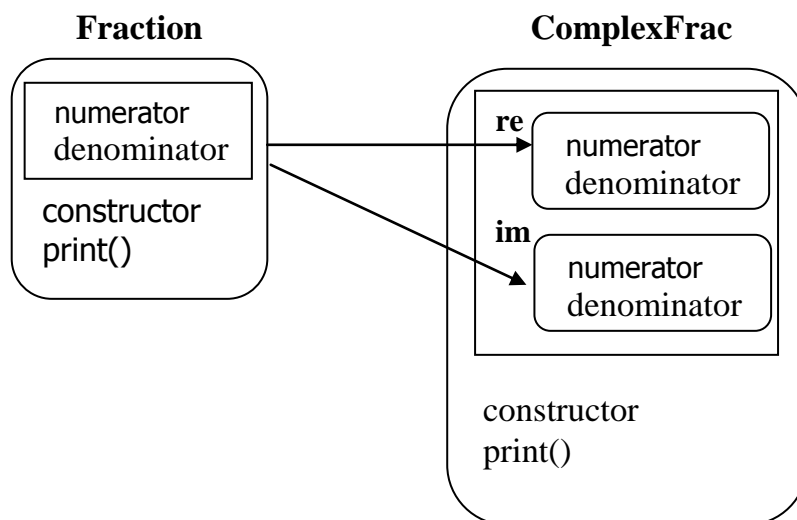 Fraction
numerator
denominator
constructor
print()
ComplexFrac
re
numerator
denominator
im
numerator
denominator
constructor
print()